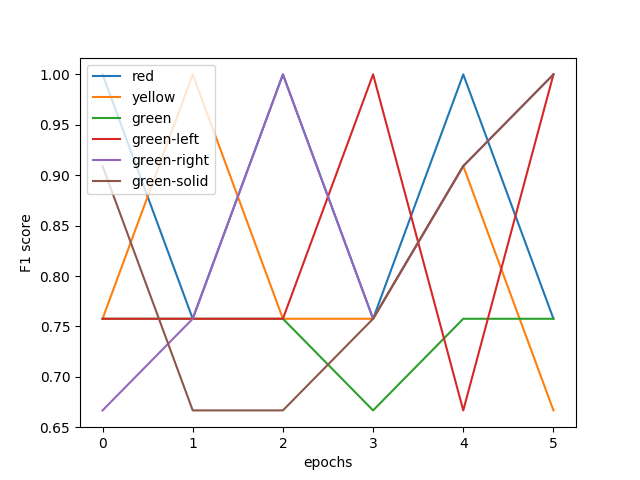 1.00
0.95
0.90
0.85
0.80
0.75
0.70
0.65
F1 score
red
yellow
green
green-left
green-right
green-solid
0 1 2 3 4 5
epochs